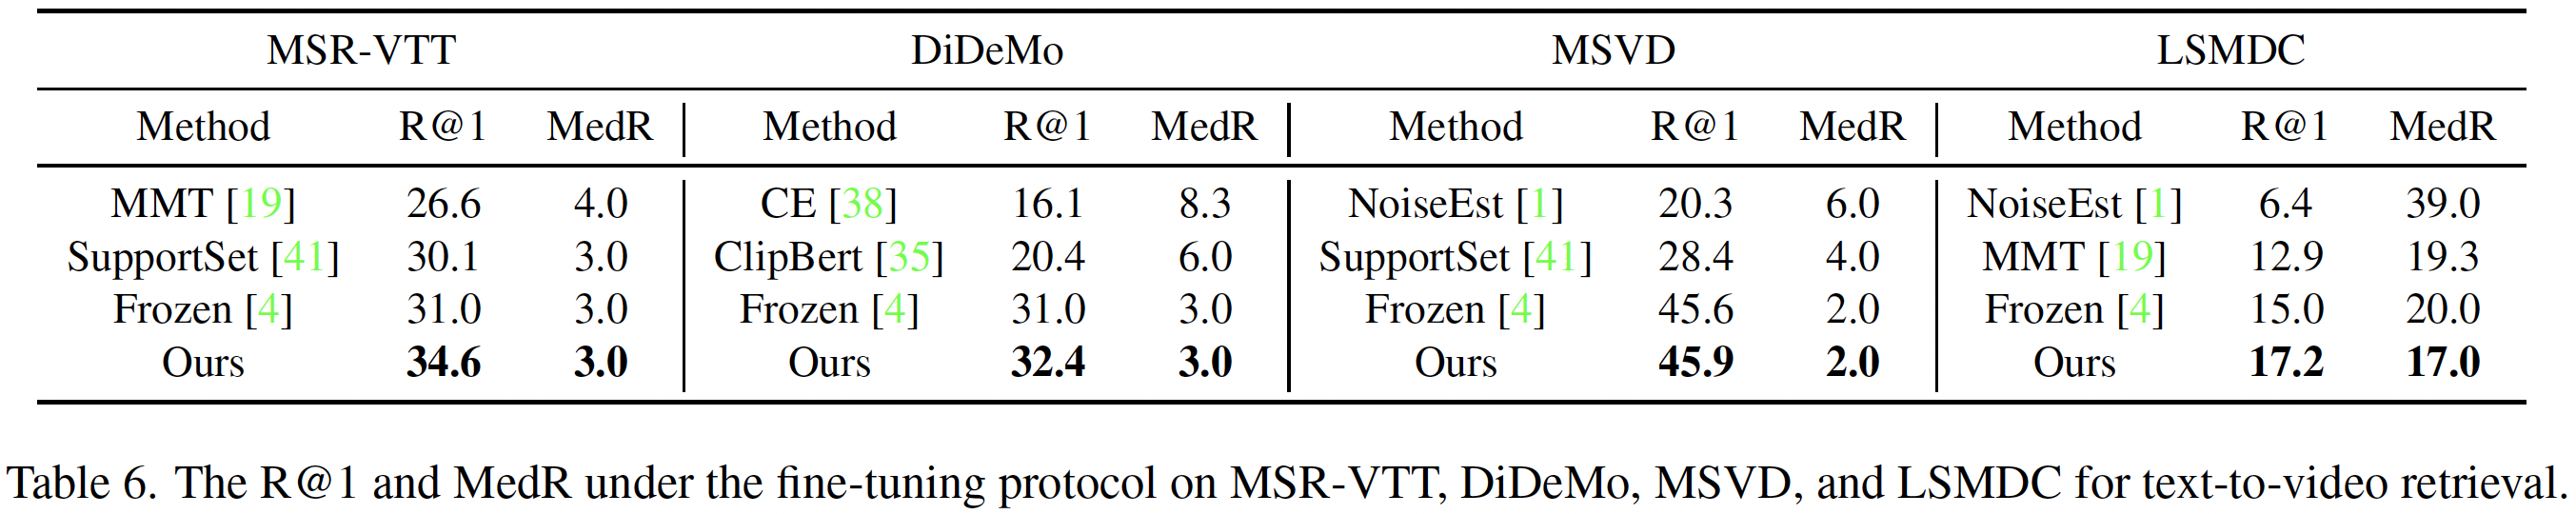 MSR-VTT DiDeMo MSVD LSMDC
Method R@1 MedR Method R@1 MedR Method R@1 MedR Method R@1 MedR
MMT [19] 26.6 4.0 CE [38] 16.1 8.3 NoiseEst [1] 20.3 6.0 NoiseEst [1] 6.4 39.0
SupportSet [41] 30.1 3.0 ClipBert [35] 20.4 6.0 SupportSet [41] 28.4 4.0 MMT [19] 12.9 19.3
Frozen [4] 31.0 3.0 Frozen [4] 31.0 3.0 Frozen [4] 45.6 2.0 Frozen [4] 15.0 20.0
Ours 34.6 3.0 Ours 32.4 3.0 Ours 45.9 2.0 Ours 17.2 17.0
Table 6. The R@1 and MedR under the fine-tuning protocol on MSR-VTT, DiDeMo, MSVD, and LSMDC for text-to-video retrieval.